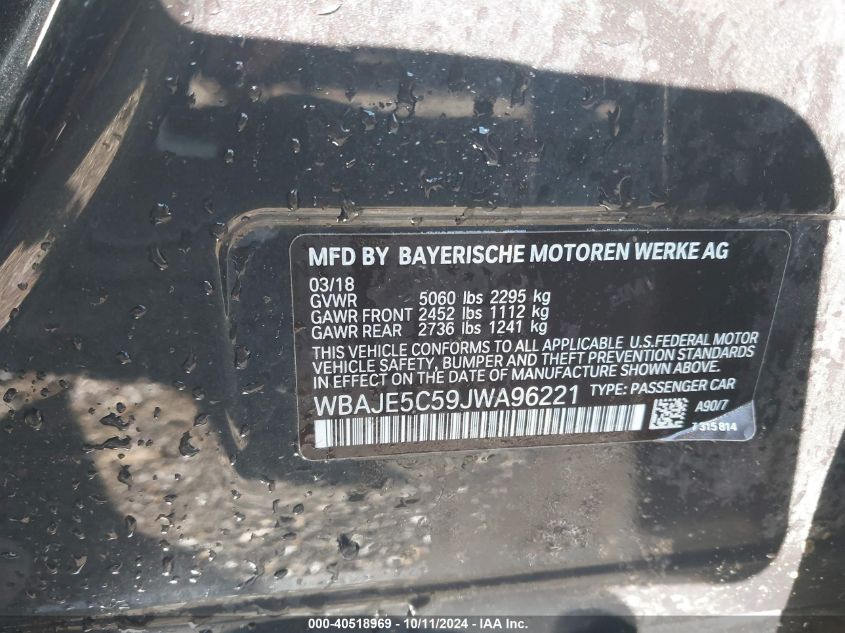 MFD BY BAYERISCHE MOTOREN WERKE AG
03/18
GVWR 5060 lbs 2295 kg
GAWR FRONT 2452 lbs 1112 kg
GAWR REAR 2736 lbs 1241 kg
THIS VEHICLE CONFORMS TO ALL APPLICABLE U.S.FEDERAL MOTOR
VEHICLE SAFETY, BUMPER AND THEFT PREVENTION STANDARDS
IN EFFECT ON THE DATE OF MANUFACTURE SHOWN ABOVE.
WBAJE5C59JWA96221 TYPE: PASSENGER CAR
A90/7
7 315 814
000-40518969 - 10/11/2024 - IAA Inc.